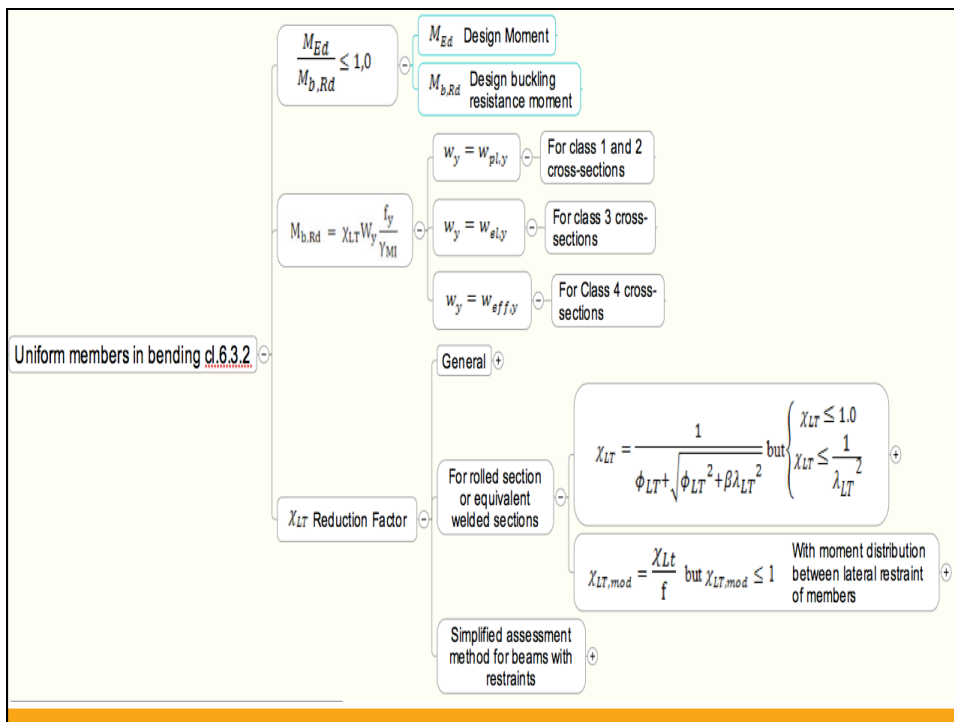 M_Ed / M_b,Rd ≤ 1,0
M_Ed Design Moment
M_b,Rd Design buckling
resistance moment
w_y = w_pl,y
For class 1 and 2
cross-sections
M_b,Rd = χ_LT W_y f_y / γ_MI
w_y = w_el,y
For class 3 cross-
sections
w_y = w_eff,y
For Class 4 cross-
sections
Uniform members in bending cl.6.3.2
General
χ_LT = 1 / (ϕ_LT + √(ϕ_LT² + βλ_LT²)) but { χ_LT ≤ 1.0
χ_LT ≤ 1 / λ_LT²
For rolled section
or equivalent
welded sections
χ_LT Reduction Factor
χ_LT,mod = χ_Lt / f but χ_LT,mod ≤ 1
With moment distribution
between lateral restraint
of members
Simplified assessment
method for beams with
restraints